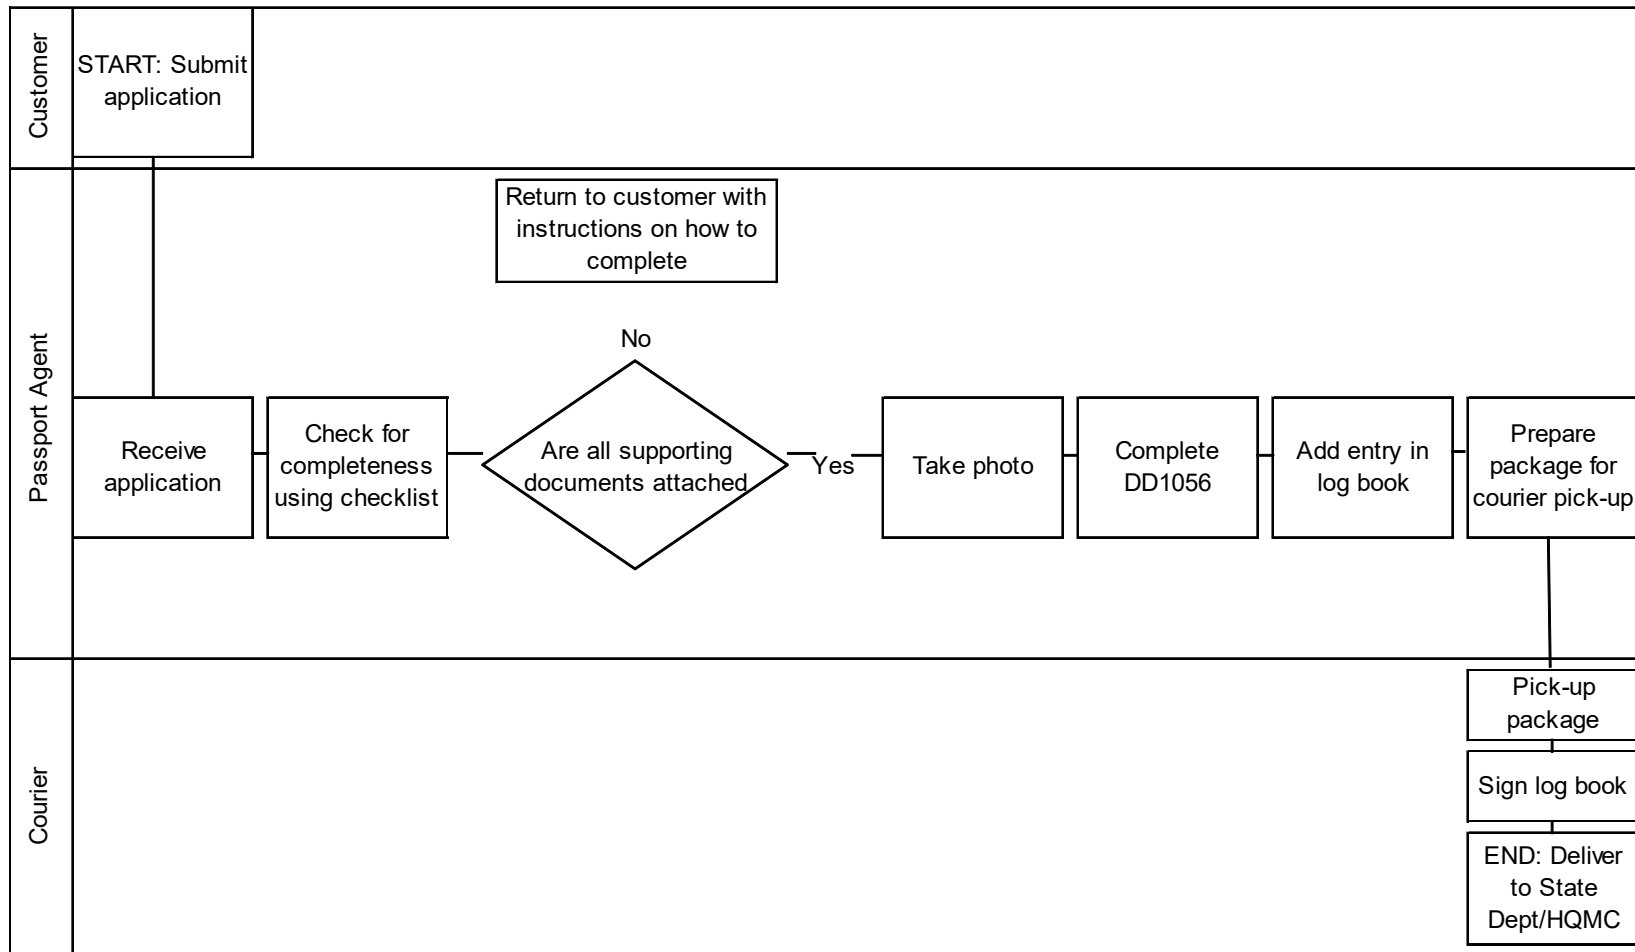 Customer
START: Submit
application
Passport Agent
Return to customer with
instructions on how to
complete
No
Receive
application
Check for
completeness
using checklist
Are all supporting
documents attached
Yes
Take photo
Complete
DD1056
Add entry in
log book
Prepare
package for
courier pick-up
Courier
Pick-up
package
Sign log book
END: Deliver
to State
Dept/HQMC